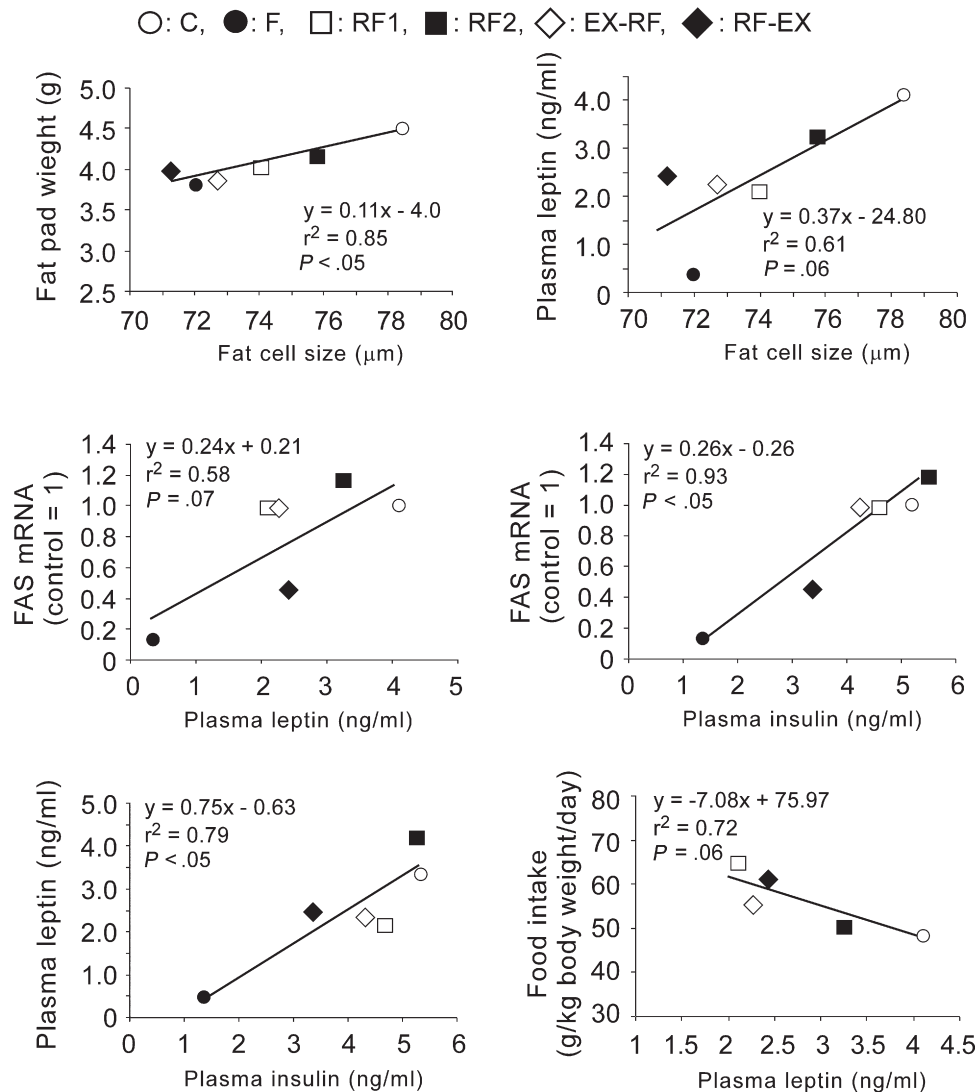 ○: C, ●: F, □: RF1, ■: RF2, ◇: EX-RF, ◆: RF-EX
Fat pad wieght (g)
5.0
4.5
4.0
3.5
3.0
2.5
y = 0.11x - 4.0
r² = 0.85
P < .05
70 72 74 76 78 80
Fat cell size (μm)
Plasma leptin (ng/ml)
4.0
3.0
2.0
1.0
0
y = 0.37x - 24.80
r² = 0.61
P = .06
70 72 74 76 78 80
Fat cell size (μm)
FAS mRNA
(control = 1)
1.4
1.2
1.0
0.8
0.6
0.4
0.2
0
y = 0.24x + 0.21
r² = 0.58
P = .07
0 1 2 3 4 5
Plasma leptin (ng/ml)
FAS mRNA
(control = 1)
1.4
1.2
1.0
0.8
0.6
0.4
0.2
0
y = 0.26x - 0.26
r² = 0.93
P < .05
0 1 2 3 4 5 6
Plasma insulin (ng/ml)
Plasma leptin (ng/ml)
5.0
4.0
3.0
2.0
1.0
0
y = 0.75x - 0.63
r² = 0.79
P < .05
0 1 2 3 4 5 6
Plasma insulin (ng/ml)
Food intake
(g/kg body weight/day)
80
70
60
50
40
30
y = -7.08x + 75.97
r² = 0.72
P = .06
1 1.5 2 2.5 3 3.5 4 4.5
Plasma leptin (ng/ml)